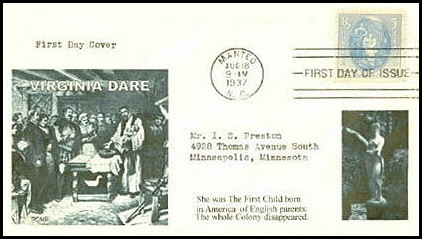 First Day Cover
MANTEO
AUG 18
9-AM
1937
N.C.
5
5
FIRST DAY OF ISSUE
VIRGINIA DARE
Mr. I. S. Preston
4928 Thomas Avenue South
Minneapolis, Minnesota
She was The First Child born
in America of English parents.
The whole Colony disappeared.